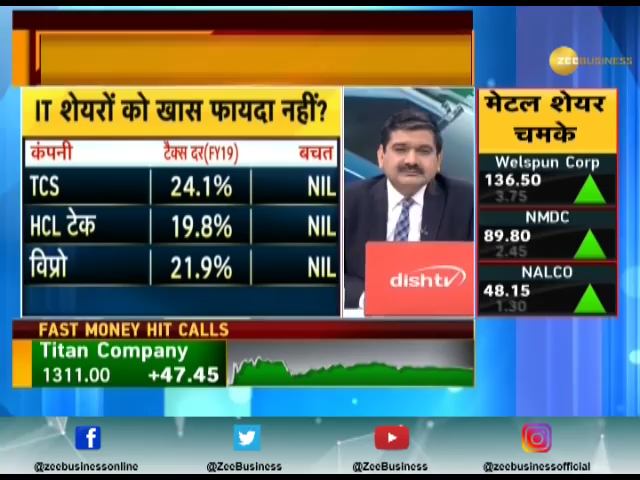 ZEEBUSINESS
IT शेयरों को खास फायदा नहीं?
कंपनी टैक्स दर(FY19) बचत
TCS 24.1% NIL
HCL टेक 19.8% NIL
विप्रो 21.9% NIL
dishtv
मेटल शेयर
चमके
Welspun Corp
136.50
3.75
NMDC
89.80
2.45
NALCO
48.15
1.30
FAST MONEY HIT CALLS
Titan Company
1311.00 +47.45
@zeebusinessonline @ZeeBusiness @ZeeBusiness @zeebusinessofficial